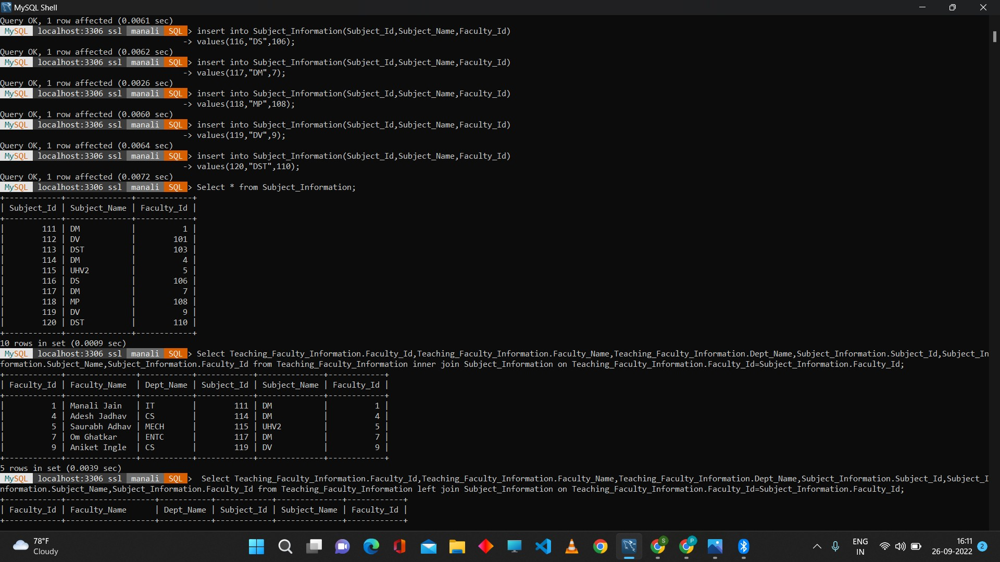 MySQL Shell
Query OK, 1 row affected (0.0061 sec)
MySQL localhost:3306 ssl manali SQL > insert into Subject_Information(Subject_Id,Subject_Name,Faculty_Id)
-> values(116,"DS",106);
Query OK, 1 row affected (0.0062 sec)
MySQL localhost:3306 ssl manali SQL > insert into Subject_Information(Subject_Id,Subject_Name,Faculty_Id)
-> values(117,"DM",7);
Query OK, 1 row affected (0.0026 sec)
MySQL localhost:3306 ssl manali SQL > insert into Subject_Information(Subject_Id,Subject_Name,Faculty_Id)
-> values(118,"MP",108);
Query OK, 1 row affected (0.0060 sec)
MySQL localhost:3306 ssl manali SQL > insert into Subject_Information(Subject_Id,Subject_Name,Faculty_Id)
-> values(119,"DV",9);
Query OK, 1 row affected (0.0064 sec)
MySQL localhost:3306 ssl manali SQL > insert into Subject_Information(Subject_Id,Subject_Name,Faculty_Id)
-> values(120,"DST",110);
Query OK, 1 row affected (0.0072 sec)
MySQL localhost:3306 ssl manali SQL > Select * from Subject_Information;
+------------+--------------+------------+
| Subject_Id | Subject_Name | Faculty_Id |
+------------+--------------+------------+
| 111 | DM | 1 |
| 112 | DV | 101 |
| 113 | DST | 103 |
| 114 | DM | 4 |
| 115 | UHV2 | 5 |
| 116 | DS | 106 |
| 117 | DM | 7 |
| 118 | MP | 108 |
| 119 | DV | 9 |
| 120 | DST | 110 |
+------------+--------------+------------+
10 rows in set (0.0009 sec)
MySQL localhost:3306 ssl manali SQL > Select Teaching_Faculty_Information.Faculty_Id,Teaching_Faculty_Information.Faculty_Name,Teaching_Faculty_Information.Dept_Name,Subject_Information.Subject_Id,Subject_In
formation.Subject_Name,Subject_Information.Faculty_Id from Teaching_Faculty_Information inner join Subject_Information on Teaching_Faculty_Information.Faculty_Id=Subject_Information.Faculty_Id;
+------------+---------------+-----------+------------+--------------+------------+
| Faculty_Id | Faculty_Name | Dept_Name | Subject_Id | Subject_Name | Faculty_Id |
+------------+---------------+-----------+------------+--------------+------------+
| 1 | Manali Jain | IT | 111 | DM | 1 |
| 4 | Adesh Jadhav | CS | 114 | DM | 4 |
| 5 | Saurabh Adhav | MECH | 115 | UHV2 | 5 |
| 7 | Om Ghatkar | ENTC | 117 | DM | 7 |
| 9 | Aniket Ingle | CS | 119 | DV | 9 |
+------------+---------------+-----------+------------+--------------+------------+
5 rows in set (0.0039 sec)
MySQL localhost:3306 ssl manali SQL > Select Teaching_Faculty_Information.Faculty_Id,Teaching_Faculty_Information.Faculty_Name,Teaching_Faculty_Information.Dept_Name,Subject_Information.Subject_Id,Subject_I
nformation.Subject_Name,Subject_Information.Faculty_Id from Teaching_Faculty_Information left join Subject_Information on Teaching_Faculty_Information.Faculty_Id=Subject_Information.Faculty_Id;
+------------+-------------------+-----------+------------+--------------+------------+
| Faculty_Id | Faculty_Name | Dept_Name | Subject_Id | Subject_Name | Faculty_Id |
+------------+-------------------+-----------+------------+--------------+------------+
78°F
Cloudy
S
P
ENG
IN
16:11
26-09-2022
2